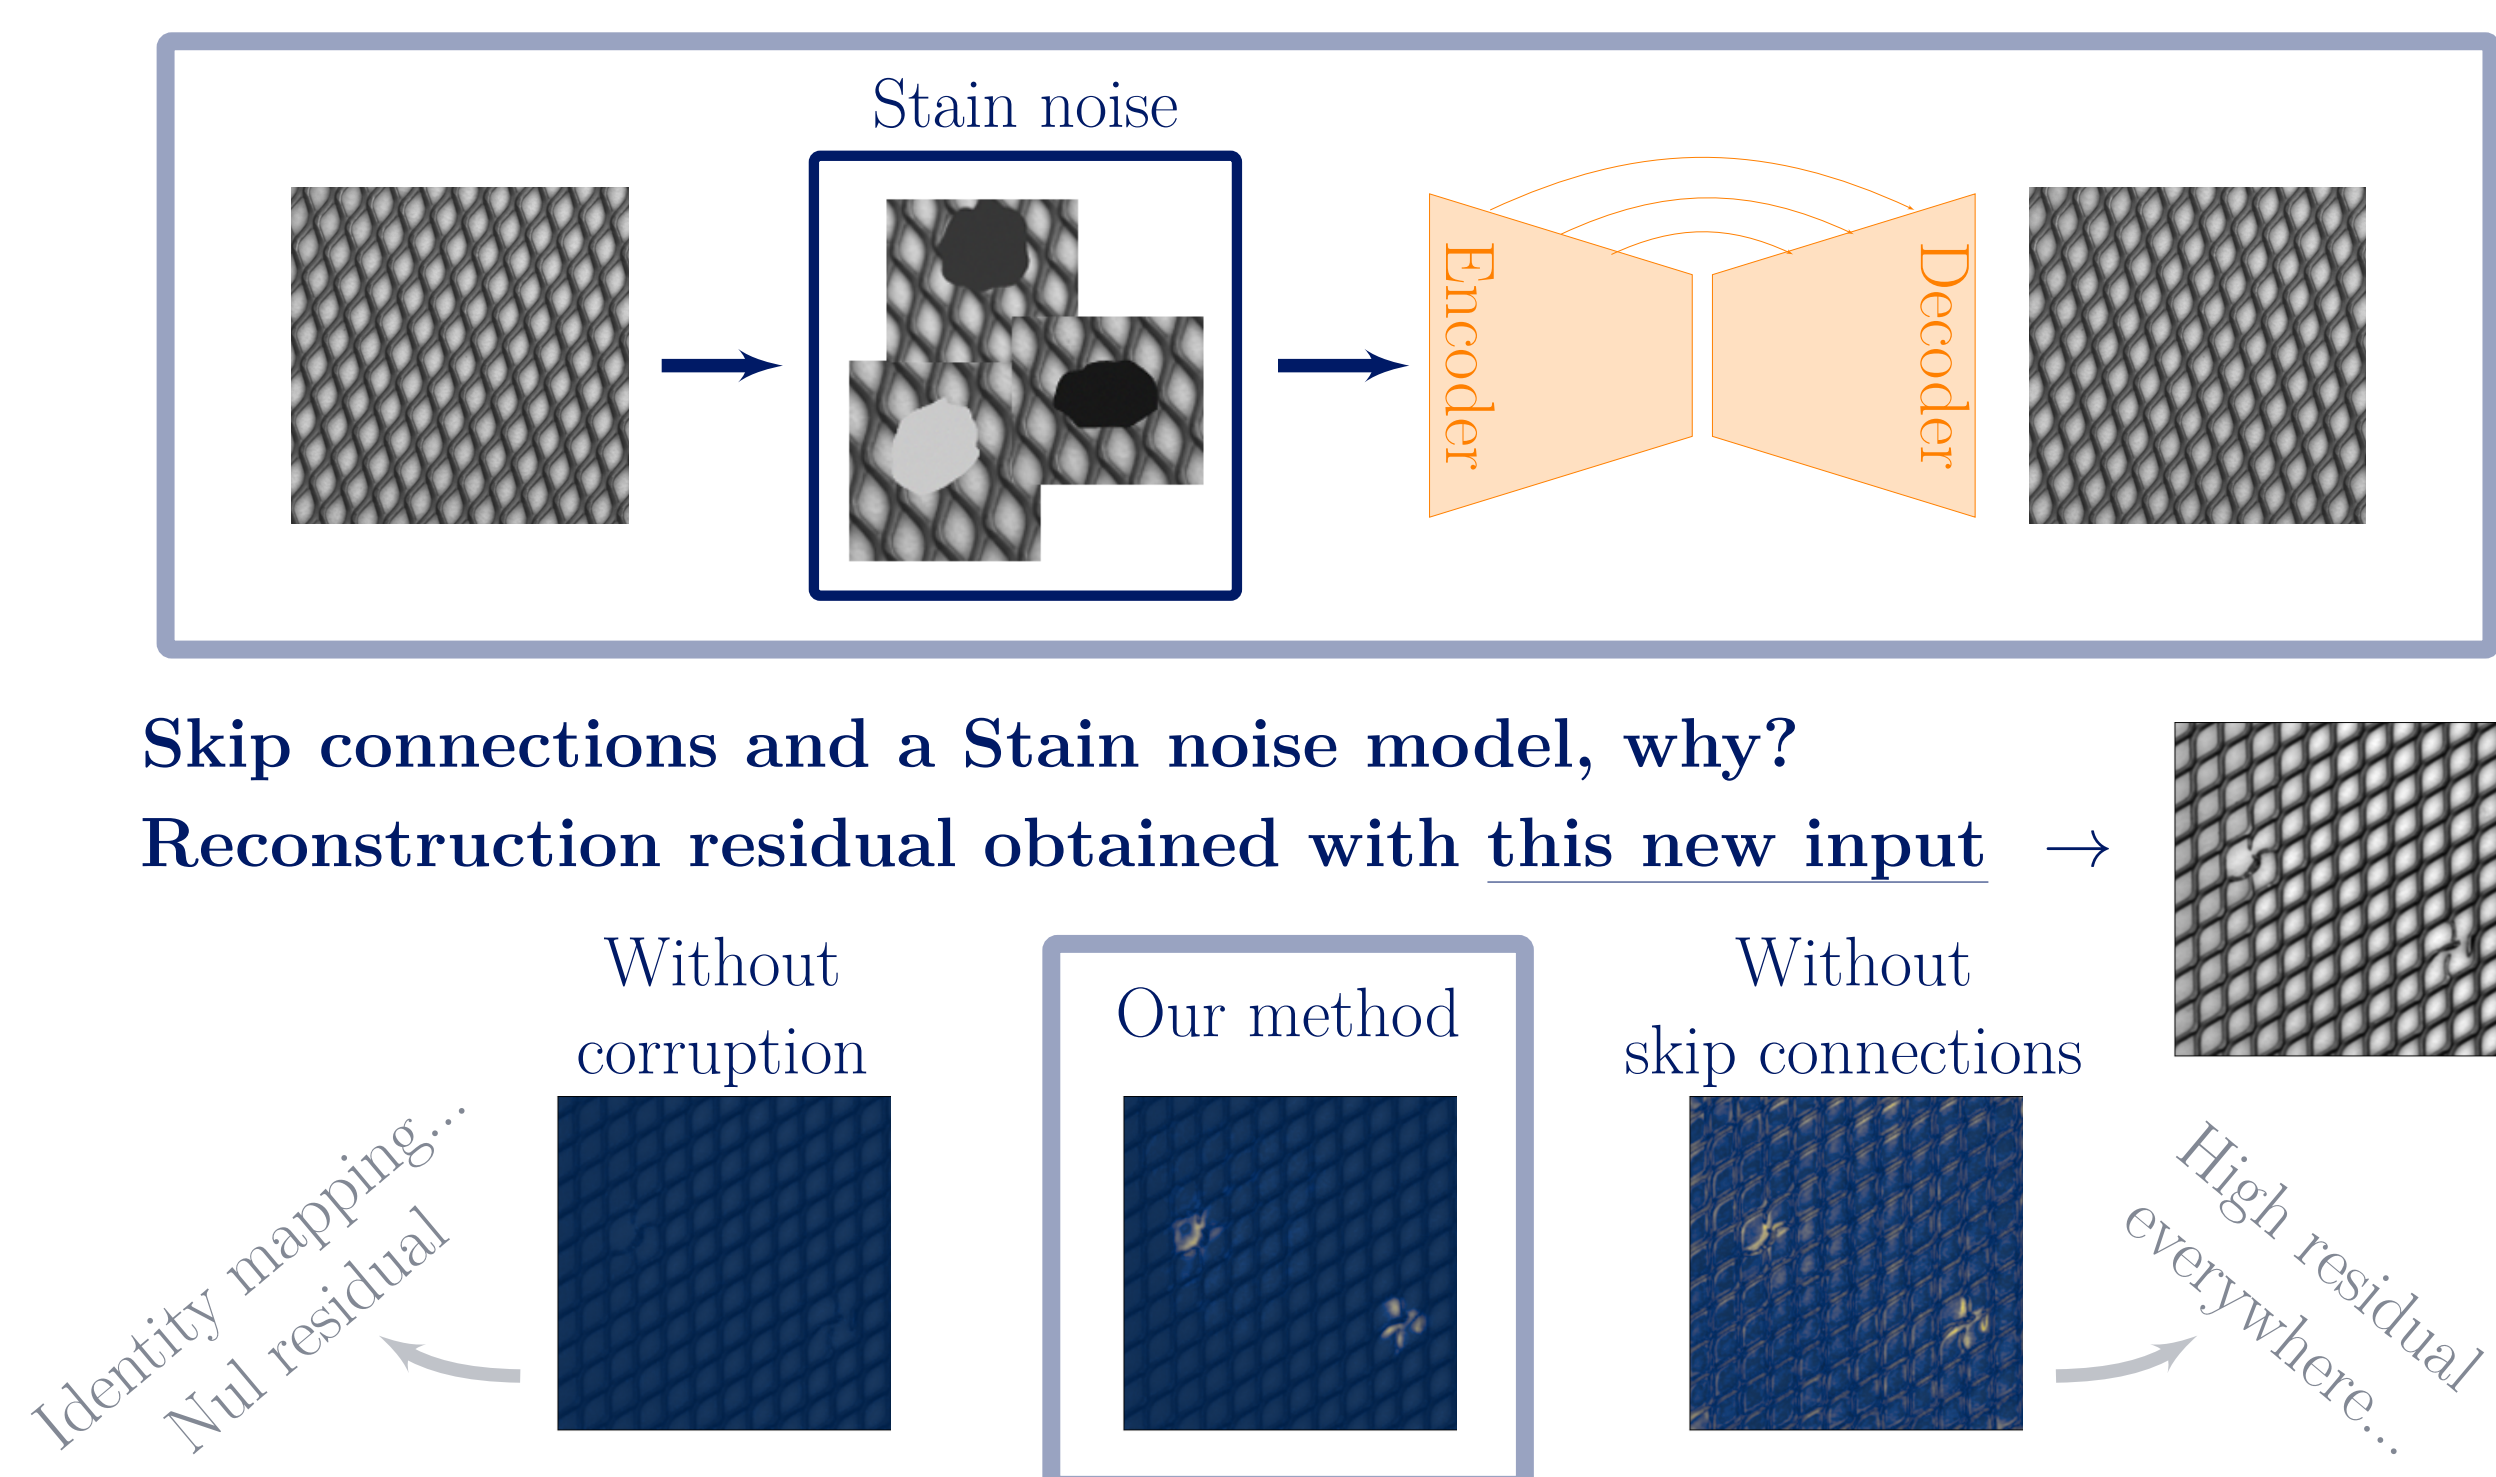 Stain noise
Encoder
Decoder
Skip connections and a Stain noise model, why?
Reconstruction residual obtained with this new input →
Without
corruption
Our method
Without
skip connections
Identity mapping...
Nul residual
High residual
everywhere...